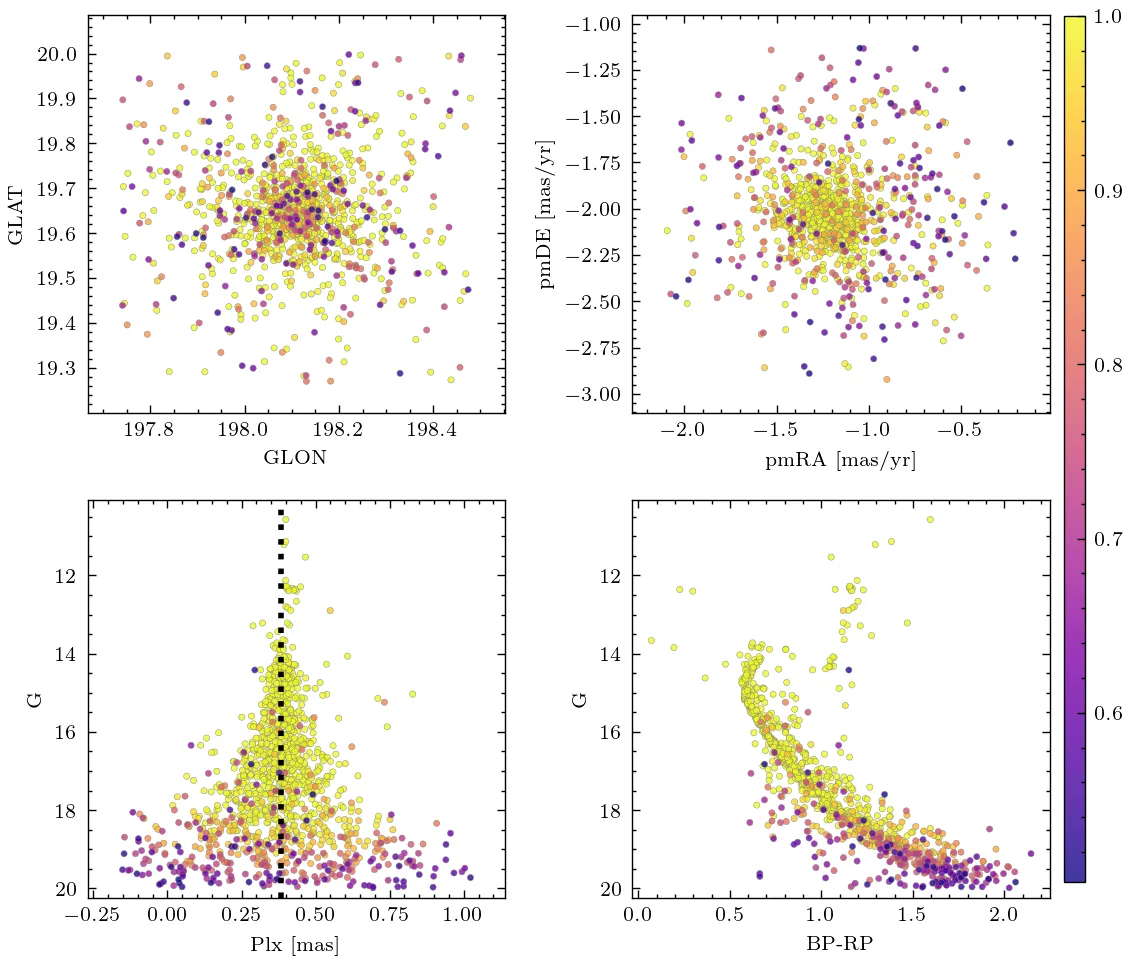 20.0
19.9
19.8
19.7
19.6
19.5
19.4
19.3
GLAT
197.8 198.0 198.2 198.4
GLON
−1.00
−1.25
−1.50
−1.75
−2.00
−2.25
−2.50
−2.75
−3.00
pmDE [mas/yr]
−2.0 −1.5 −1.0 −0.5
pmRA [mas/yr]
1.0
0.9
0.8
0.7
0.6
12
14
16
18
20
G
−0.25 0.00 0.25 0.50 0.75 1.00
Plx [mas]
12
14
16
18
20
G
0.0 0.5 1.0 1.5 2.0
BP-RP